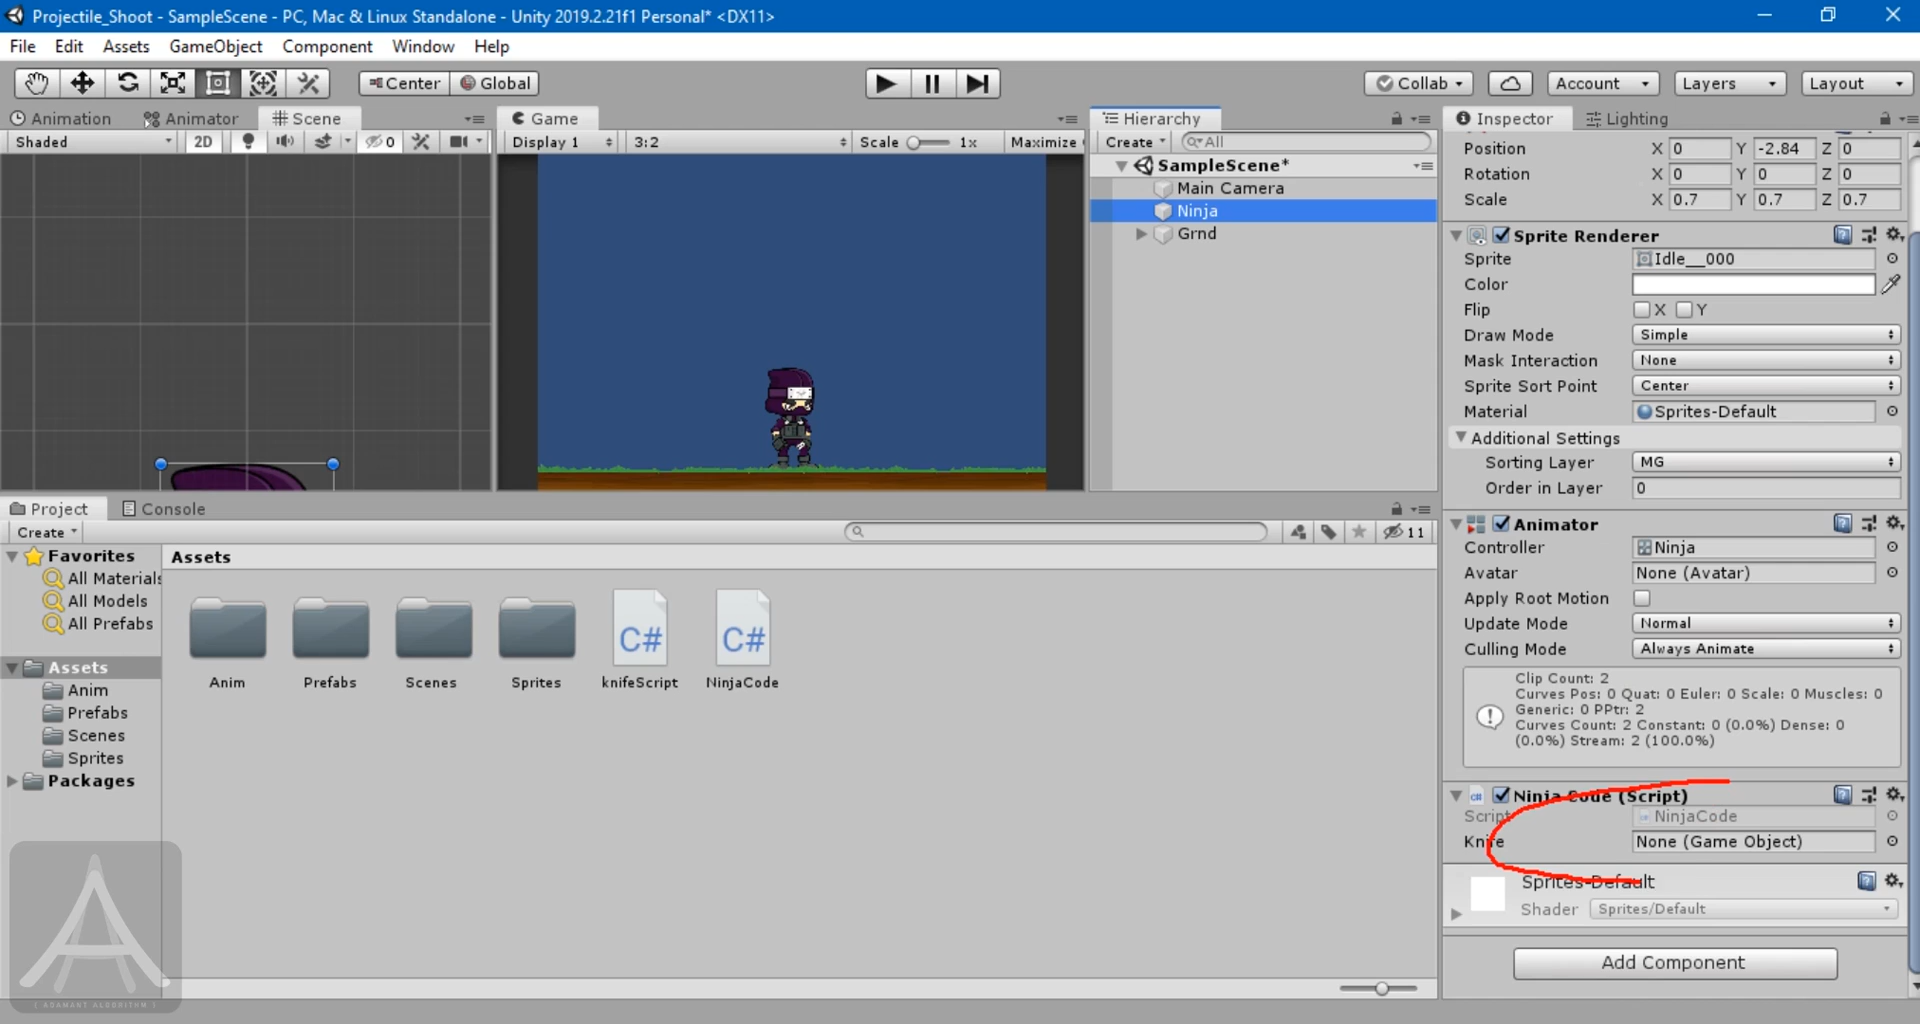 Projectile_Shoot - SampleScene - PC, Mac & Linux Standalone - Unity 2019.2.21f1 Personal* <DX11>
File Edit Assets GameObject Component Window Help
Center Global Collab Account Layers Layout
Animation Animator Scene
Shaded 2D 0
Game
Display 1 3:2 Scale 1x Maximize
Hierarchy
Create All
SampleScene*
Main Camera
Ninja
Grnd
Inspector Lighting
Position X 0 Y -2.84 Z 0
Rotation X 0 Y 0 Z 0
Scale X 0.7 Y 0.7 Z 0.7
Sprite Renderer
Sprite Idle__000
Color
Flip X Y
Draw Mode Simple
Mask Interaction None
Sprite Sort Point Center
Material Sprites-Default
Additional Settings
Sorting Layer MG
Order in Layer 0
Animator
Controller Ninja
Avatar None (Avatar)
Apply Root Motion
Update Mode Normal
Culling Mode Always Animate
Clip Count: 2
Curves Pos: 0 Quat: 0 Euler: 0 Scale: 0 Muscles: 0
Generic: 0 PPtr: 2
Curves Count: 2 Constant: 0 (0.0%) Dense: 0
(0.0%) Stream: 2 (100.0%)
Ninja Code (Script)
Script NinjaCode
Knife None (Game Object)
Sprites-Default
Shader Sprites/Default
Add Component
Project Console
Create 11
Favorites
All Materials
All Models
All Prefabs
Assets
Anim
Prefabs
Scenes
Sprites
Packages
Assets
C# C#
Anim Prefabs Scenes Sprites knifeScript NinjaCode
[ ADAMANT ALGORITHM ]